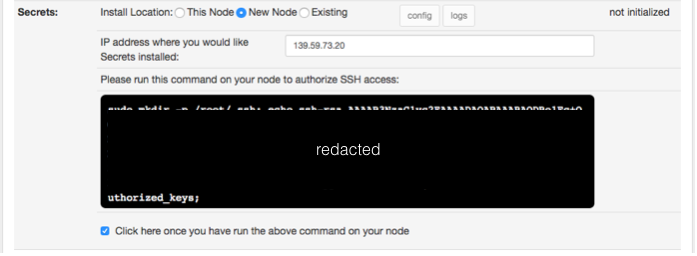 Secrets: Install Location: This Node New Node Existing config logs not initialized
IP address where you would like
Secrets installed: 139.59.73.20
Please run this command on your node to authorize SSH access:
sudo mkdir -p /root/.ssh; echo ssh-rsa
redacted
uthorized_keys;
Click here once you have run the above command on your node